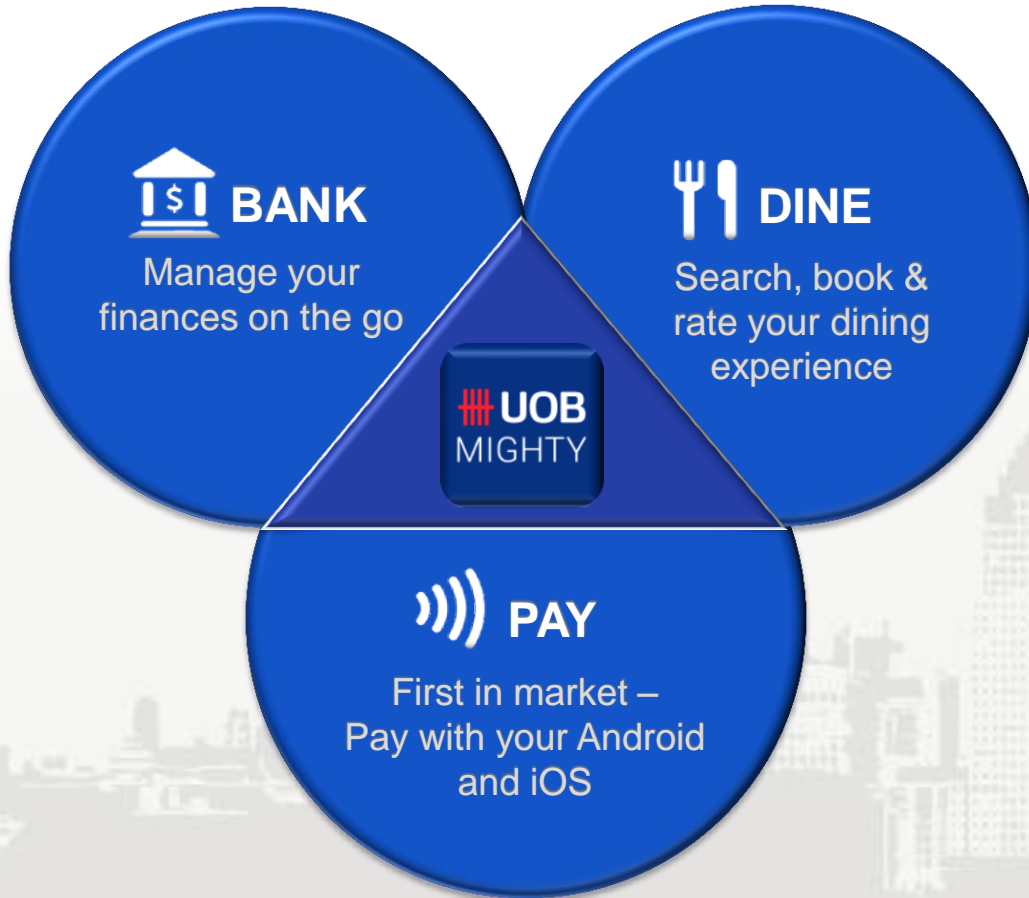 $ BANK
Manage your
finances on the go
DINE
Search, book &
rate your dining
experience
UOB
MIGHTY
PAY
First in market –
Pay with your Android
and iOS